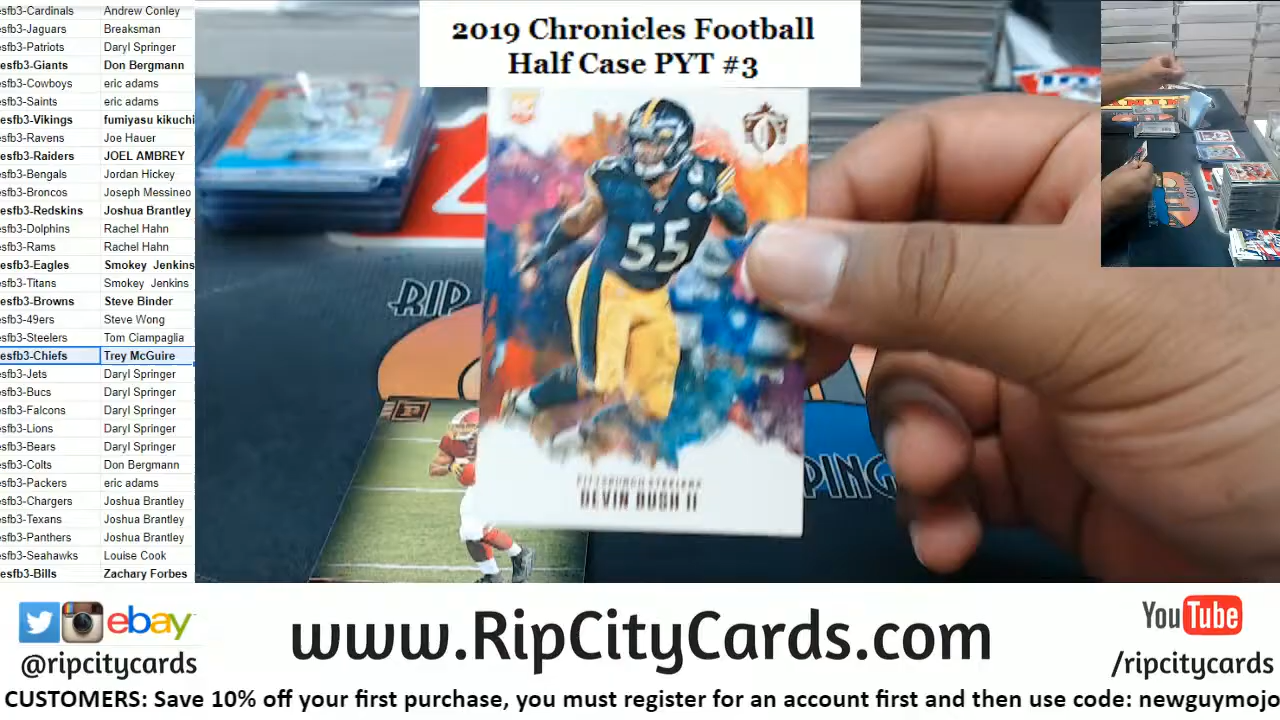 esfb3-Cardinals Andrew Conley
esfb3-Jaguars Breaksman
esfb3-Patriots Daryl Springer
esfb3-Giants Don Bergmann
esfb3-Cowboys eric adams
esfb3-Saints eric adams
esfb3-Vikings fumiyasu kikuchi
esfb3-Ravens Joe Hauer
esfb3-Raiders JOEL AMBREY
esfb3-Bengals Jordan Hickey
esfb3-Broncos Joseph Messineo
esfb3-Redskins Joshua Brantley
esfb3-Dolphins Rachel Hahn
esfb3-Rams Rachel Hahn
esfb3-Eagles Smokey Jenkins
esfb3-Titans Smokey Jenkins
esfb3-Browns Steve Binder
esfb3-49ers Steve Wong
esfb3-Steelers Tom Ciampaglia
esfb3-Chiefs Trey McGuire
esfb3-Jets Daryl Springer
esfb3-Bucs Daryl Springer
esfb3-Falcons Daryl Springer
esfb3-Lions Daryl Springer
esfb3-Bears Daryl Springer
esfb3-Colts Don Bergmann
esfb3-Packers eric adams
esfb3-Chargers Joshua Brantley
esfb3-Texans Joshua Brantley
esfb3-Panthers Joshua Brantley
esfb3-Seahawks Louise Cook
esfb3-Bills Zachary Forbes
2019 Chronicles Football
Half Case PYT #3
RC
55
PITTSBURGH STEELERS
DEVIN BUSH II
RIP
PING
ebay
@ripcitycards
www.RipCityCards.com
YouTube
/ripcitycards
CUSTOMERS: Save 10% off your first purchase, you must register for an account first and then use code: newguymojo